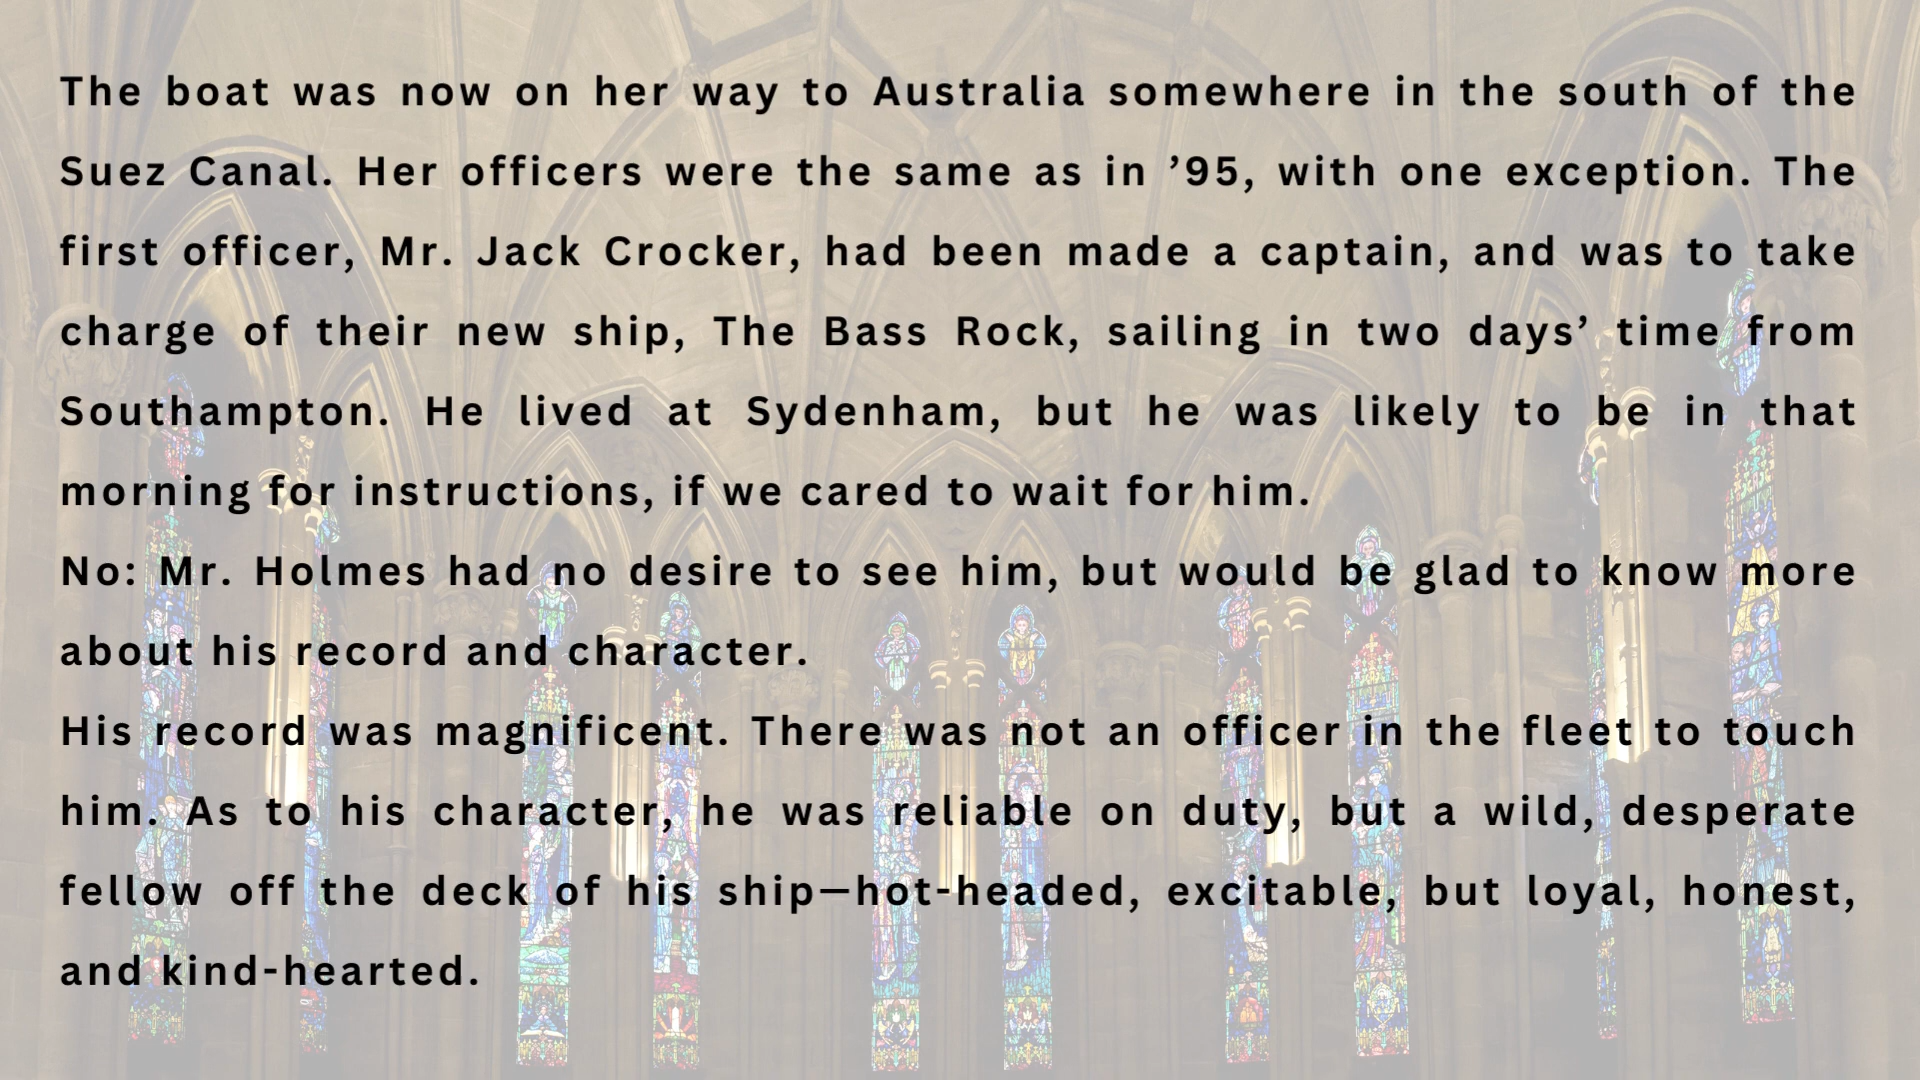 The boat was now on her way to Australia somewhere in the south of the
Suez Canal. Her officers were the same as in ’95, with one exception. The
first officer, Mr. Jack Crocker, had been made a captain, and was to take
charge of their new ship, The Bass Rock, sailing in two days’ time from
Southampton. He lived at Sydenham, but he was likely to be in that
morning for instructions, if we cared to wait for him.
No: Mr. Holmes had no desire to see him, but would be glad to know more
about his record and character.
His record was magnificent. There was not an officer in the fleet to touch
him. As to his character, he was reliable on duty, but a wild, desperate
fellow off the deck of his ship—hot-headed, excitable, but loyal, honest,
and kind-hearted.